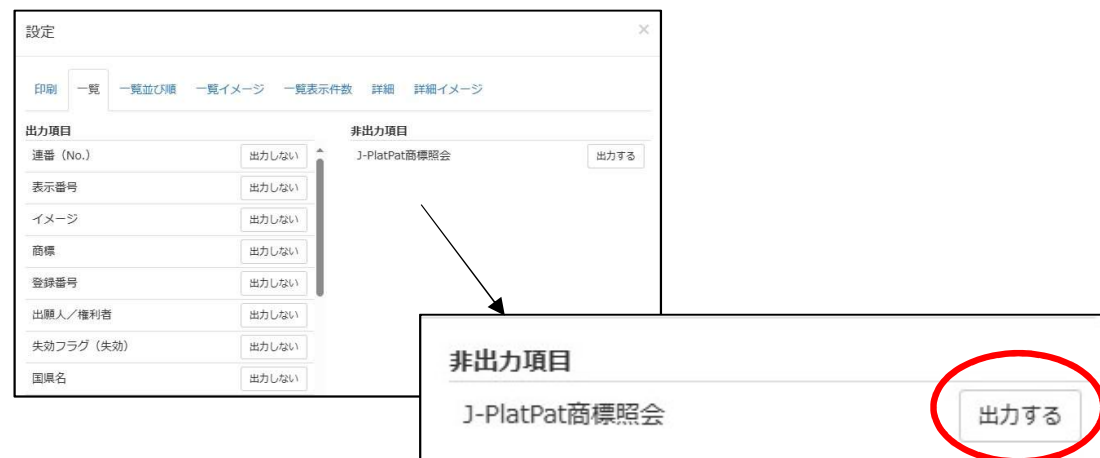 設定 ×
印刷 一覧 一覧並び順 一覧イメージ 一覧表示件数 詳細 詳細イメージ
出力項目 非出力項目
連番（No.） 出力しない J-PlatPat商標照会 出力する
表示番号 出力しない
イメージ 出力しない
商標 出力しない
登録番号 出力しない
出願人／権利者 出力しない
失効フラグ（失効） 出力しない
国県名 出力しない
非出力項目
J-PlatPat商標照会 出力する